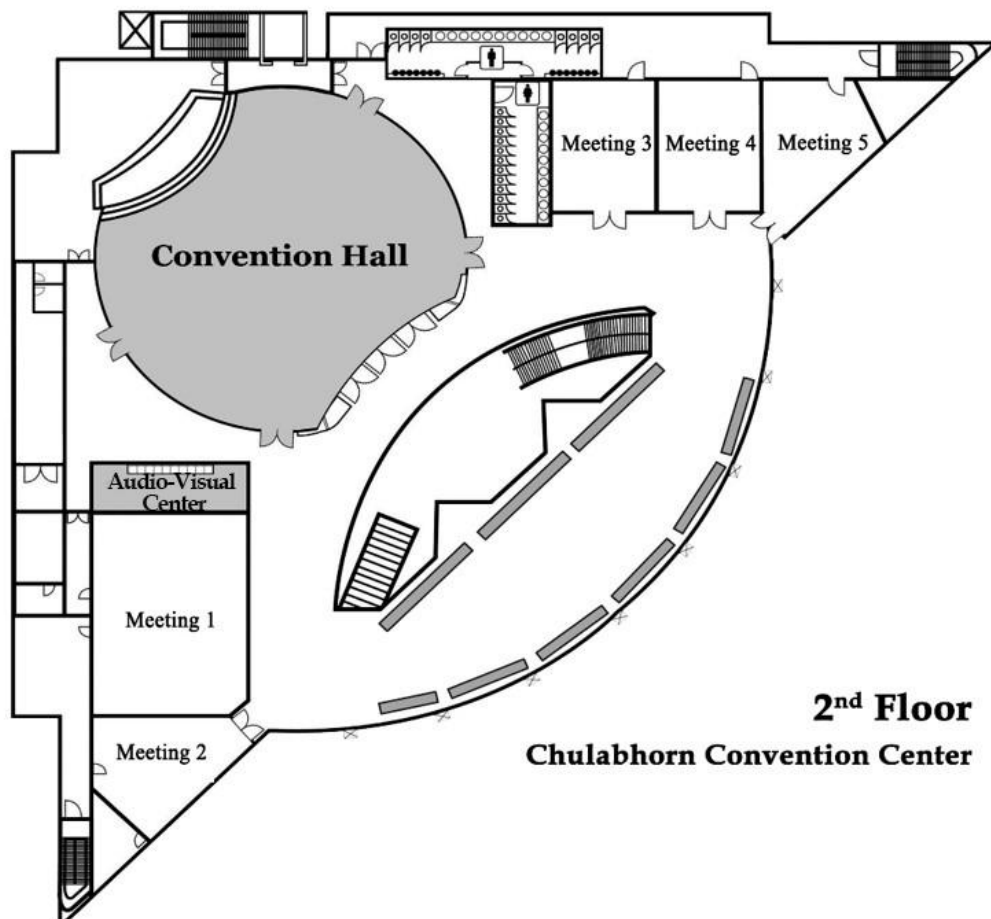 Meeting 3
Meeting 4
Meeting 5
Convention Hall
Audio-Visual
Center
Meeting 1
Meeting 2
2nd Floor
Chulabhorn Convention Center